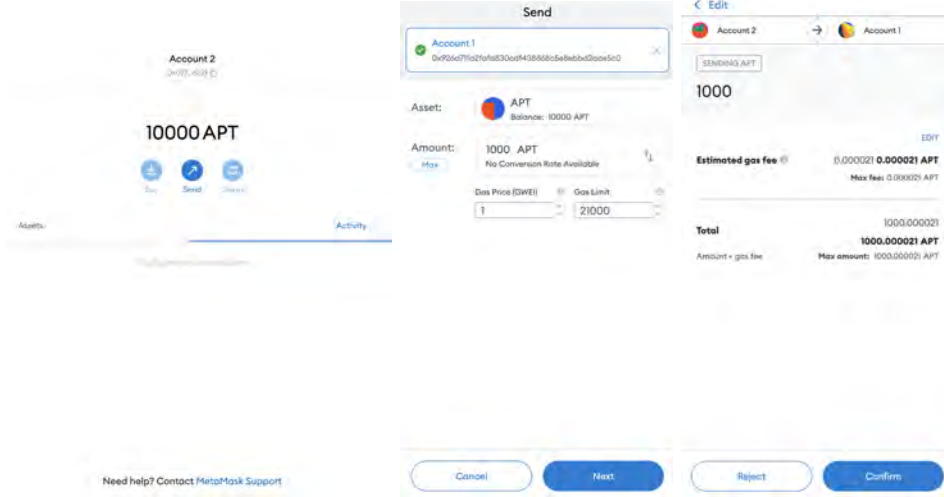 Account 2
10000 APT
Buy
Send
Assets
Activity
Need help? Contact MetaMask Support
Send
Account 1
Asset:
APT
Balance: 10000 APT
Amount:
Max
1000 APT
No Conversion Rate Available
Gas Price (GWEI)
Gas Limit
1
21000
Cancel
Next
< Edit
Account 2
Account 1
SENDING APT
1000
EDIT
Estimated gas fee
0.000021 0.000021 APT
Max fee: 0.000021 APT
Total
1000.000021
1000.000021 APT
Amount + gas fee
Max amount: 1000.000021 APT
Reject
Confirm